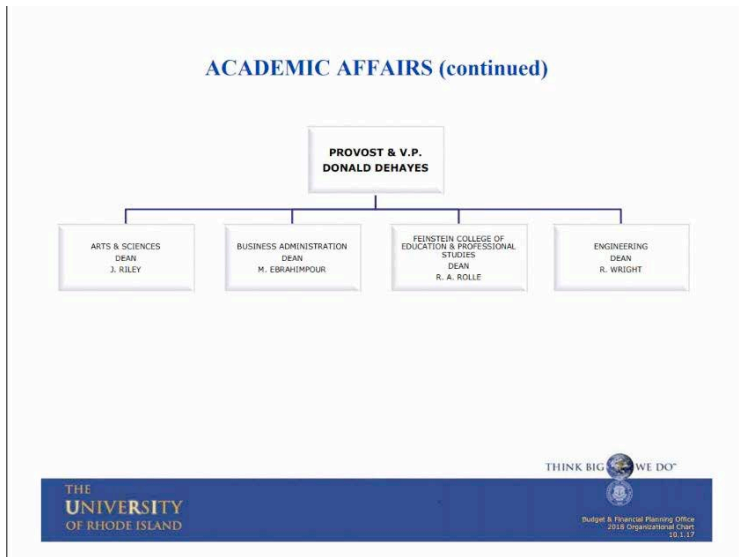 ACADEMIC AFFAIRS (continued)
PROVOST & V.P.
DONALD DEHAYES
ARTS & SCIENCES
DEAN
J. RILEY
BUSINESS ADMINISTRATION
DEAN
M. EBRAHIMPOUR
FEINSTEIN COLLEGE OF
EDUCATION & PROFESSIONAL
STUDIES
DEAN
R. A. ROLLE
ENGINEERING
DEAN
R. WRIGHT
THINK BIG WE DO™
THE
UNIVERSITY
OF RHODE ISLAND
Budget & Financial Planning Office
2018 Organizational Chart
10.1.17